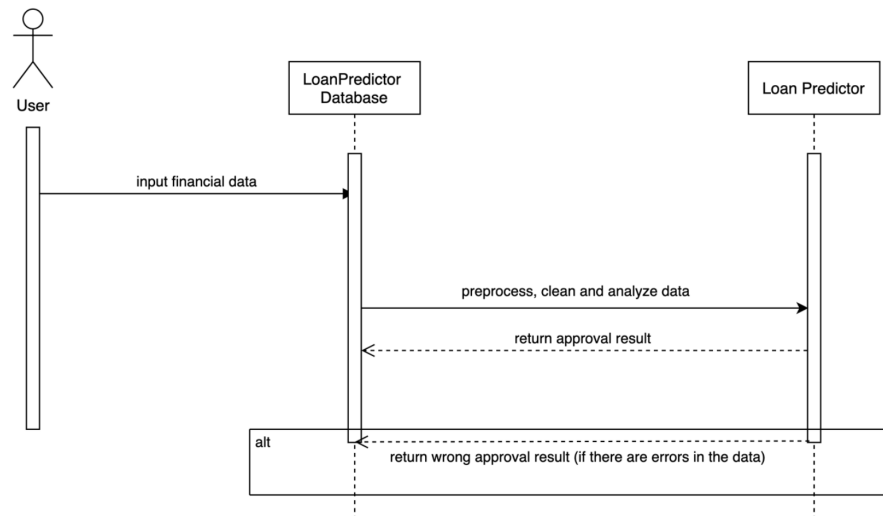 User
LoanPredictor
Database
Loan Predictor
input financial data
preprocess, clean and analyze data
return approval result
alt
return wrong approval result (if there are errors in the data)